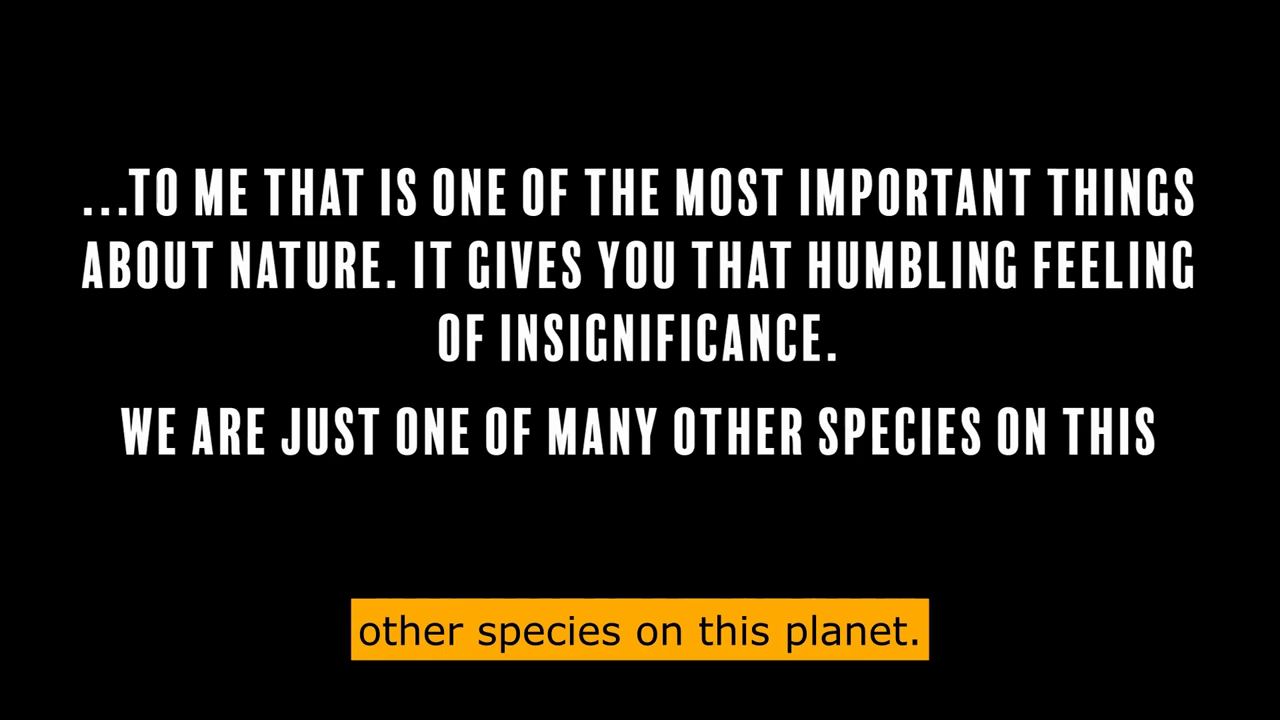 ...TO ME THAT IS ONE OF THE MOST IMPORTANT THINGS
ABOUT NATURE. IT GIVES YOU THAT HUMBLING FEELING
OF INSIGNIFICANCE.
WE ARE JUST ONE OF MANY OTHER SPECIES ON THIS
other species on this planet.